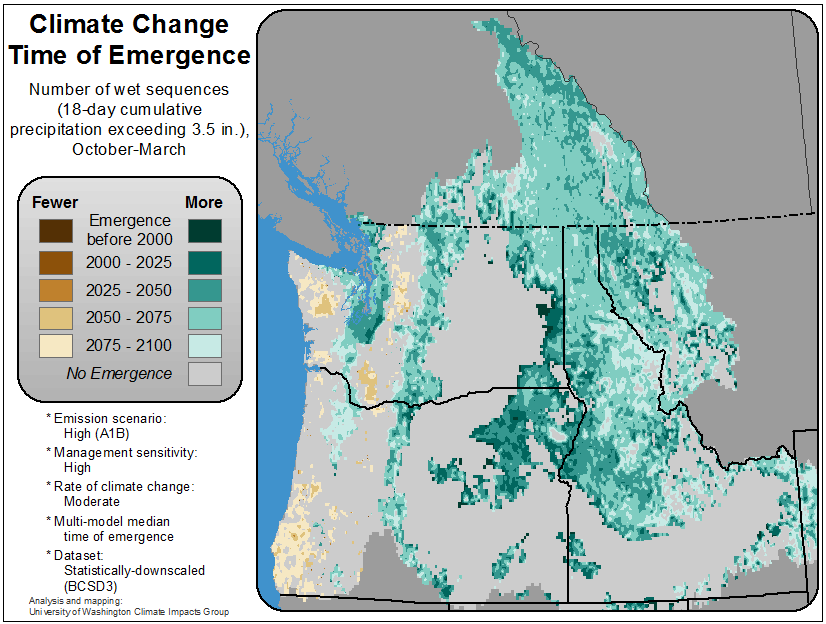 Climate Change
Time of Emergence
Number of wet sequences
(18-day cumulative
precipitation exceeding 3.5 in.),
October-March
Fewer More
Emergence
before 2000
2000 - 2025
2025 - 2050
2050 - 2075
2075 - 2100
No Emergence
* Emission scenario:
High (A1B)
* Management sensitivity:
High
* Rate of climate change:
Moderate
* Multi-model median
time of emergence
* Dataset:
Statistically-downscaled
(BCSD3)
Analysis and mapping:
University of Washington Climate Impacts Group